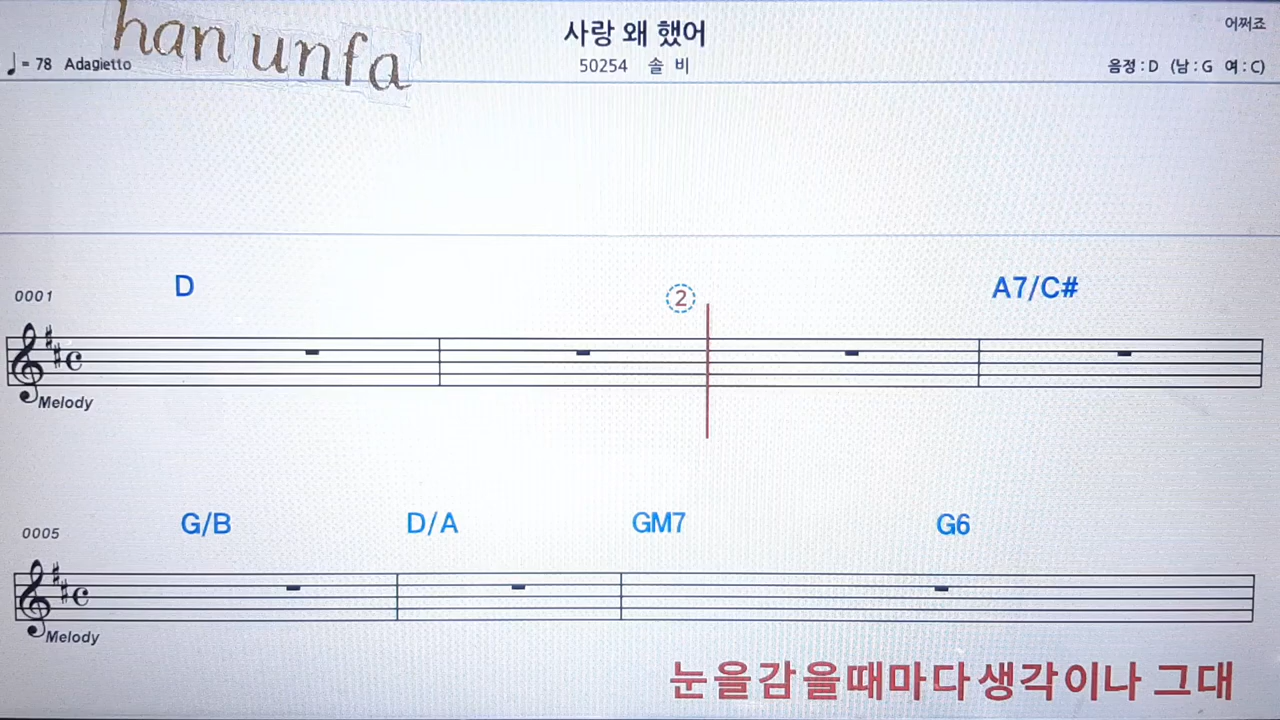 han unfa
사랑 왜 했어
어쩌죠
♩= 78 Adagietto
50254 솔 비
음정 : D (남 : G 여 : C)
D
②
A7/C#
0001
Melody
G/B D/A GM7 G6
0005
Melody
눈을감을때마다 생각이나 그대